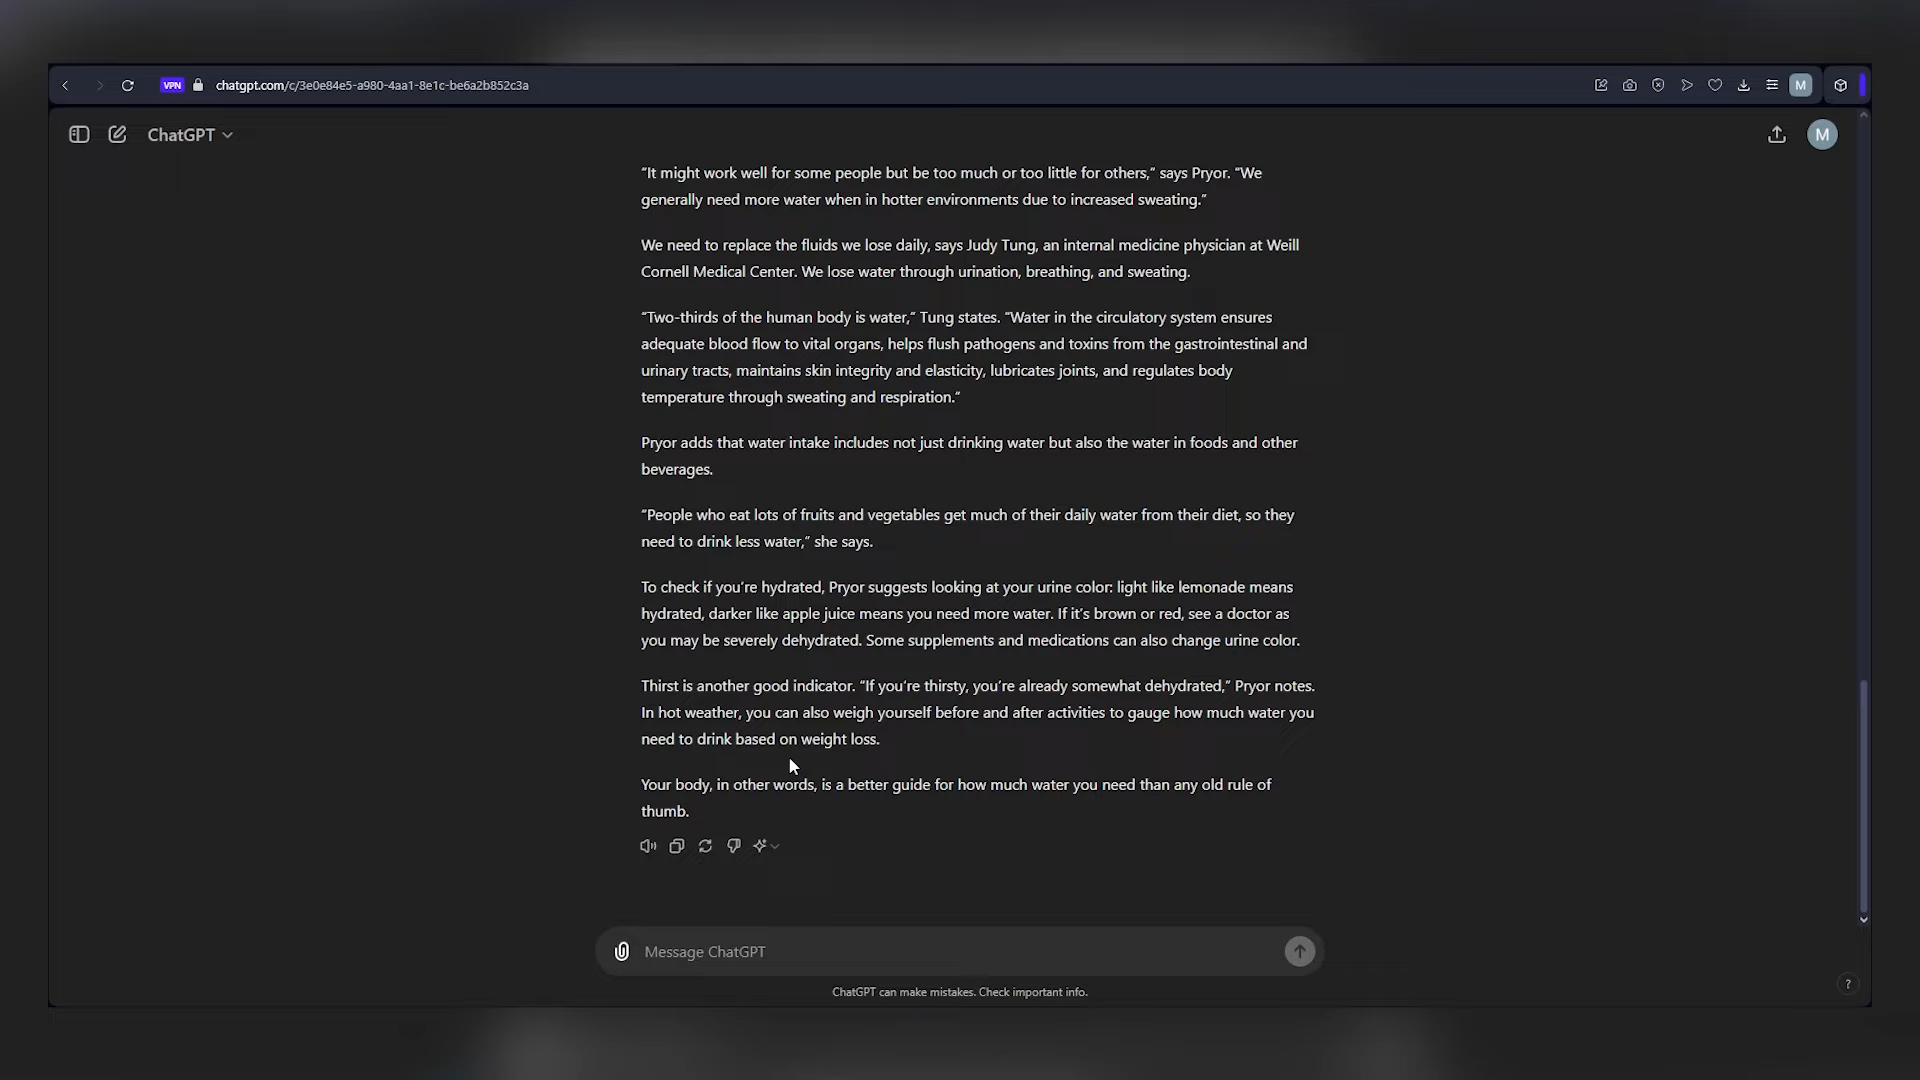 VPN chatgpt.com/c/3e0e84e5-a980-4aa1-8e1c-be6a2b852c3a M
ChatGPT M
“It might work well for some people but be too much or too little for others,” says Pryor. “We
generally need more water when in hotter environments due to increased sweating.”
We need to replace the fluids we lose daily, says Judy Tung, an internal medicine physician at Weill
Cornell Medical Center. We lose water through urination, breathing, and sweating.
“Two-thirds of the human body is water,” Tung states. “Water in the circulatory system ensures
adequate blood flow to vital organs, helps flush pathogens and toxins from the gastrointestinal and
urinary tracts, maintains skin integrity and elasticity, lubricates joints, and regulates body
temperature through sweating and respiration.”
Pryor adds that water intake includes not just drinking water but also the water in foods and other
beverages.
“People who eat lots of fruits and vegetables get much of their daily water from their diet, so they
need to drink less water,” she says.
To check if you’re hydrated, Pryor suggests looking at your urine color: light like lemonade means
hydrated, darker like apple juice means you need more water. If it’s brown or red, see a doctor as
you may be severely dehydrated. Some supplements and medications can also change urine color.
Thirst is another good indicator. “If you’re thirsty, you’re already somewhat dehydrated,” Pryor notes.
In hot weather, you can also weigh yourself before and after activities to gauge how much water you
need to drink based on weight loss.
Your body, in other words, is a better guide for how much water you need than any old rule of
thumb.
Message ChatGPT
ChatGPT can make mistakes. Check important info.
?